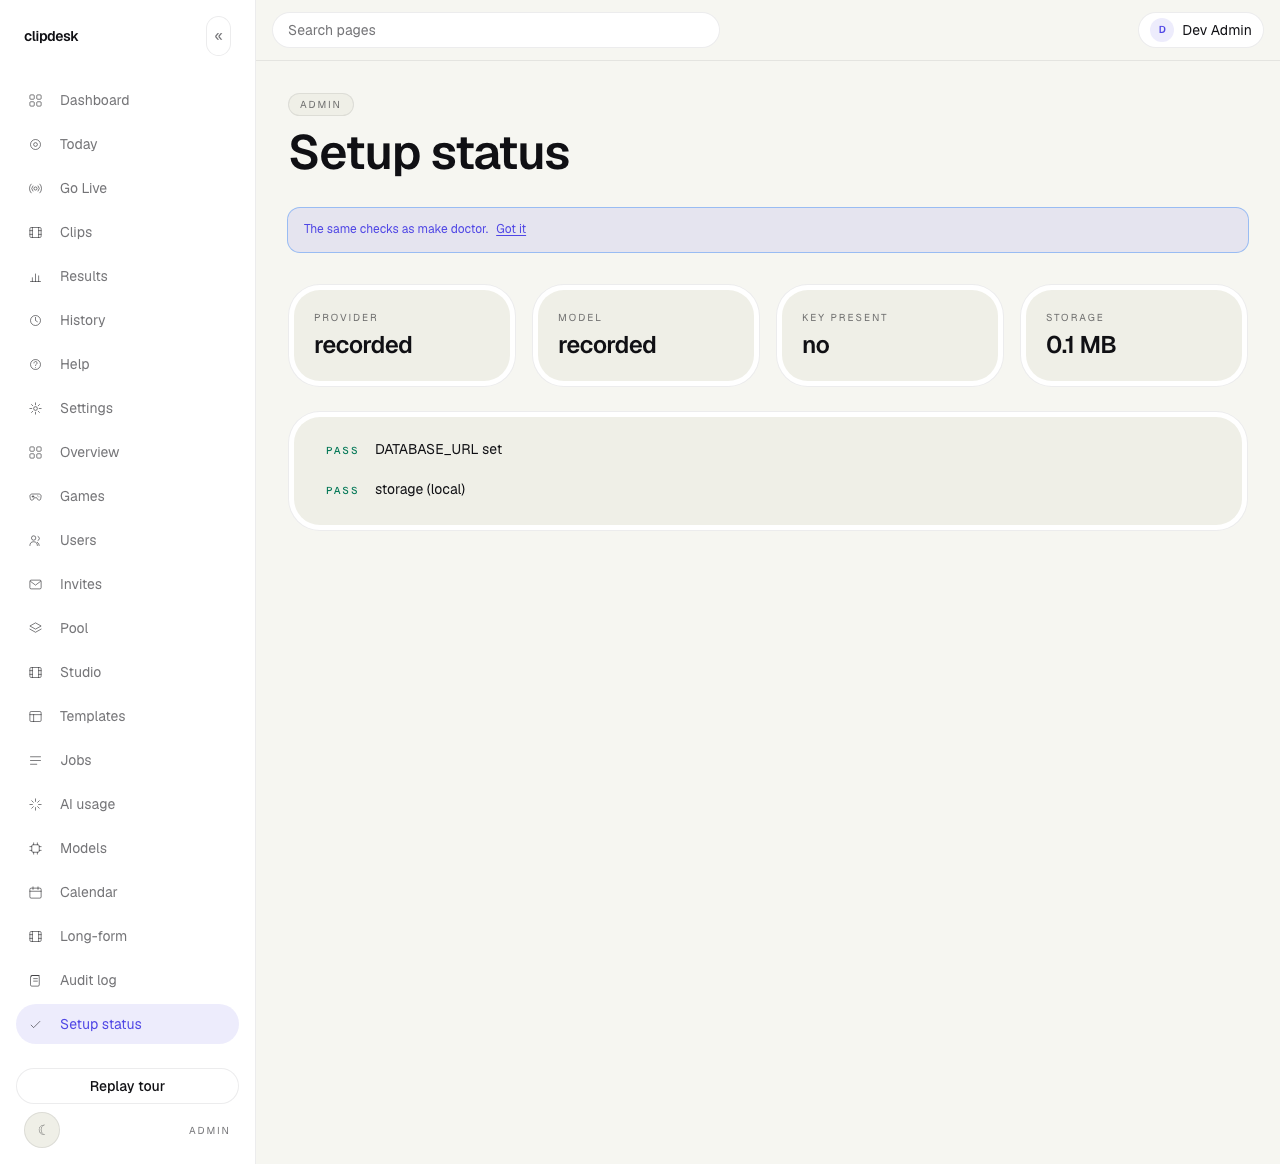 clipdesk
«
Search pages
D
Dev Admin
Dashboard
Today
Go Live
Clips
Results
History
Help
Settings
Overview
Games
Users
Invites
Pool
Studio
Templates
Jobs
AI usage
Models
Calendar
Long-form
Audit log
Setup status
Replay tour
ADMIN
ADMIN
Setup status
The same checks as make doctor. Got it
PROVIDER
recorded
MODEL
recorded
KEY PRESENT
no
STORAGE
0.1 MB
PASS DATABASE_URL set
PASS storage (local)